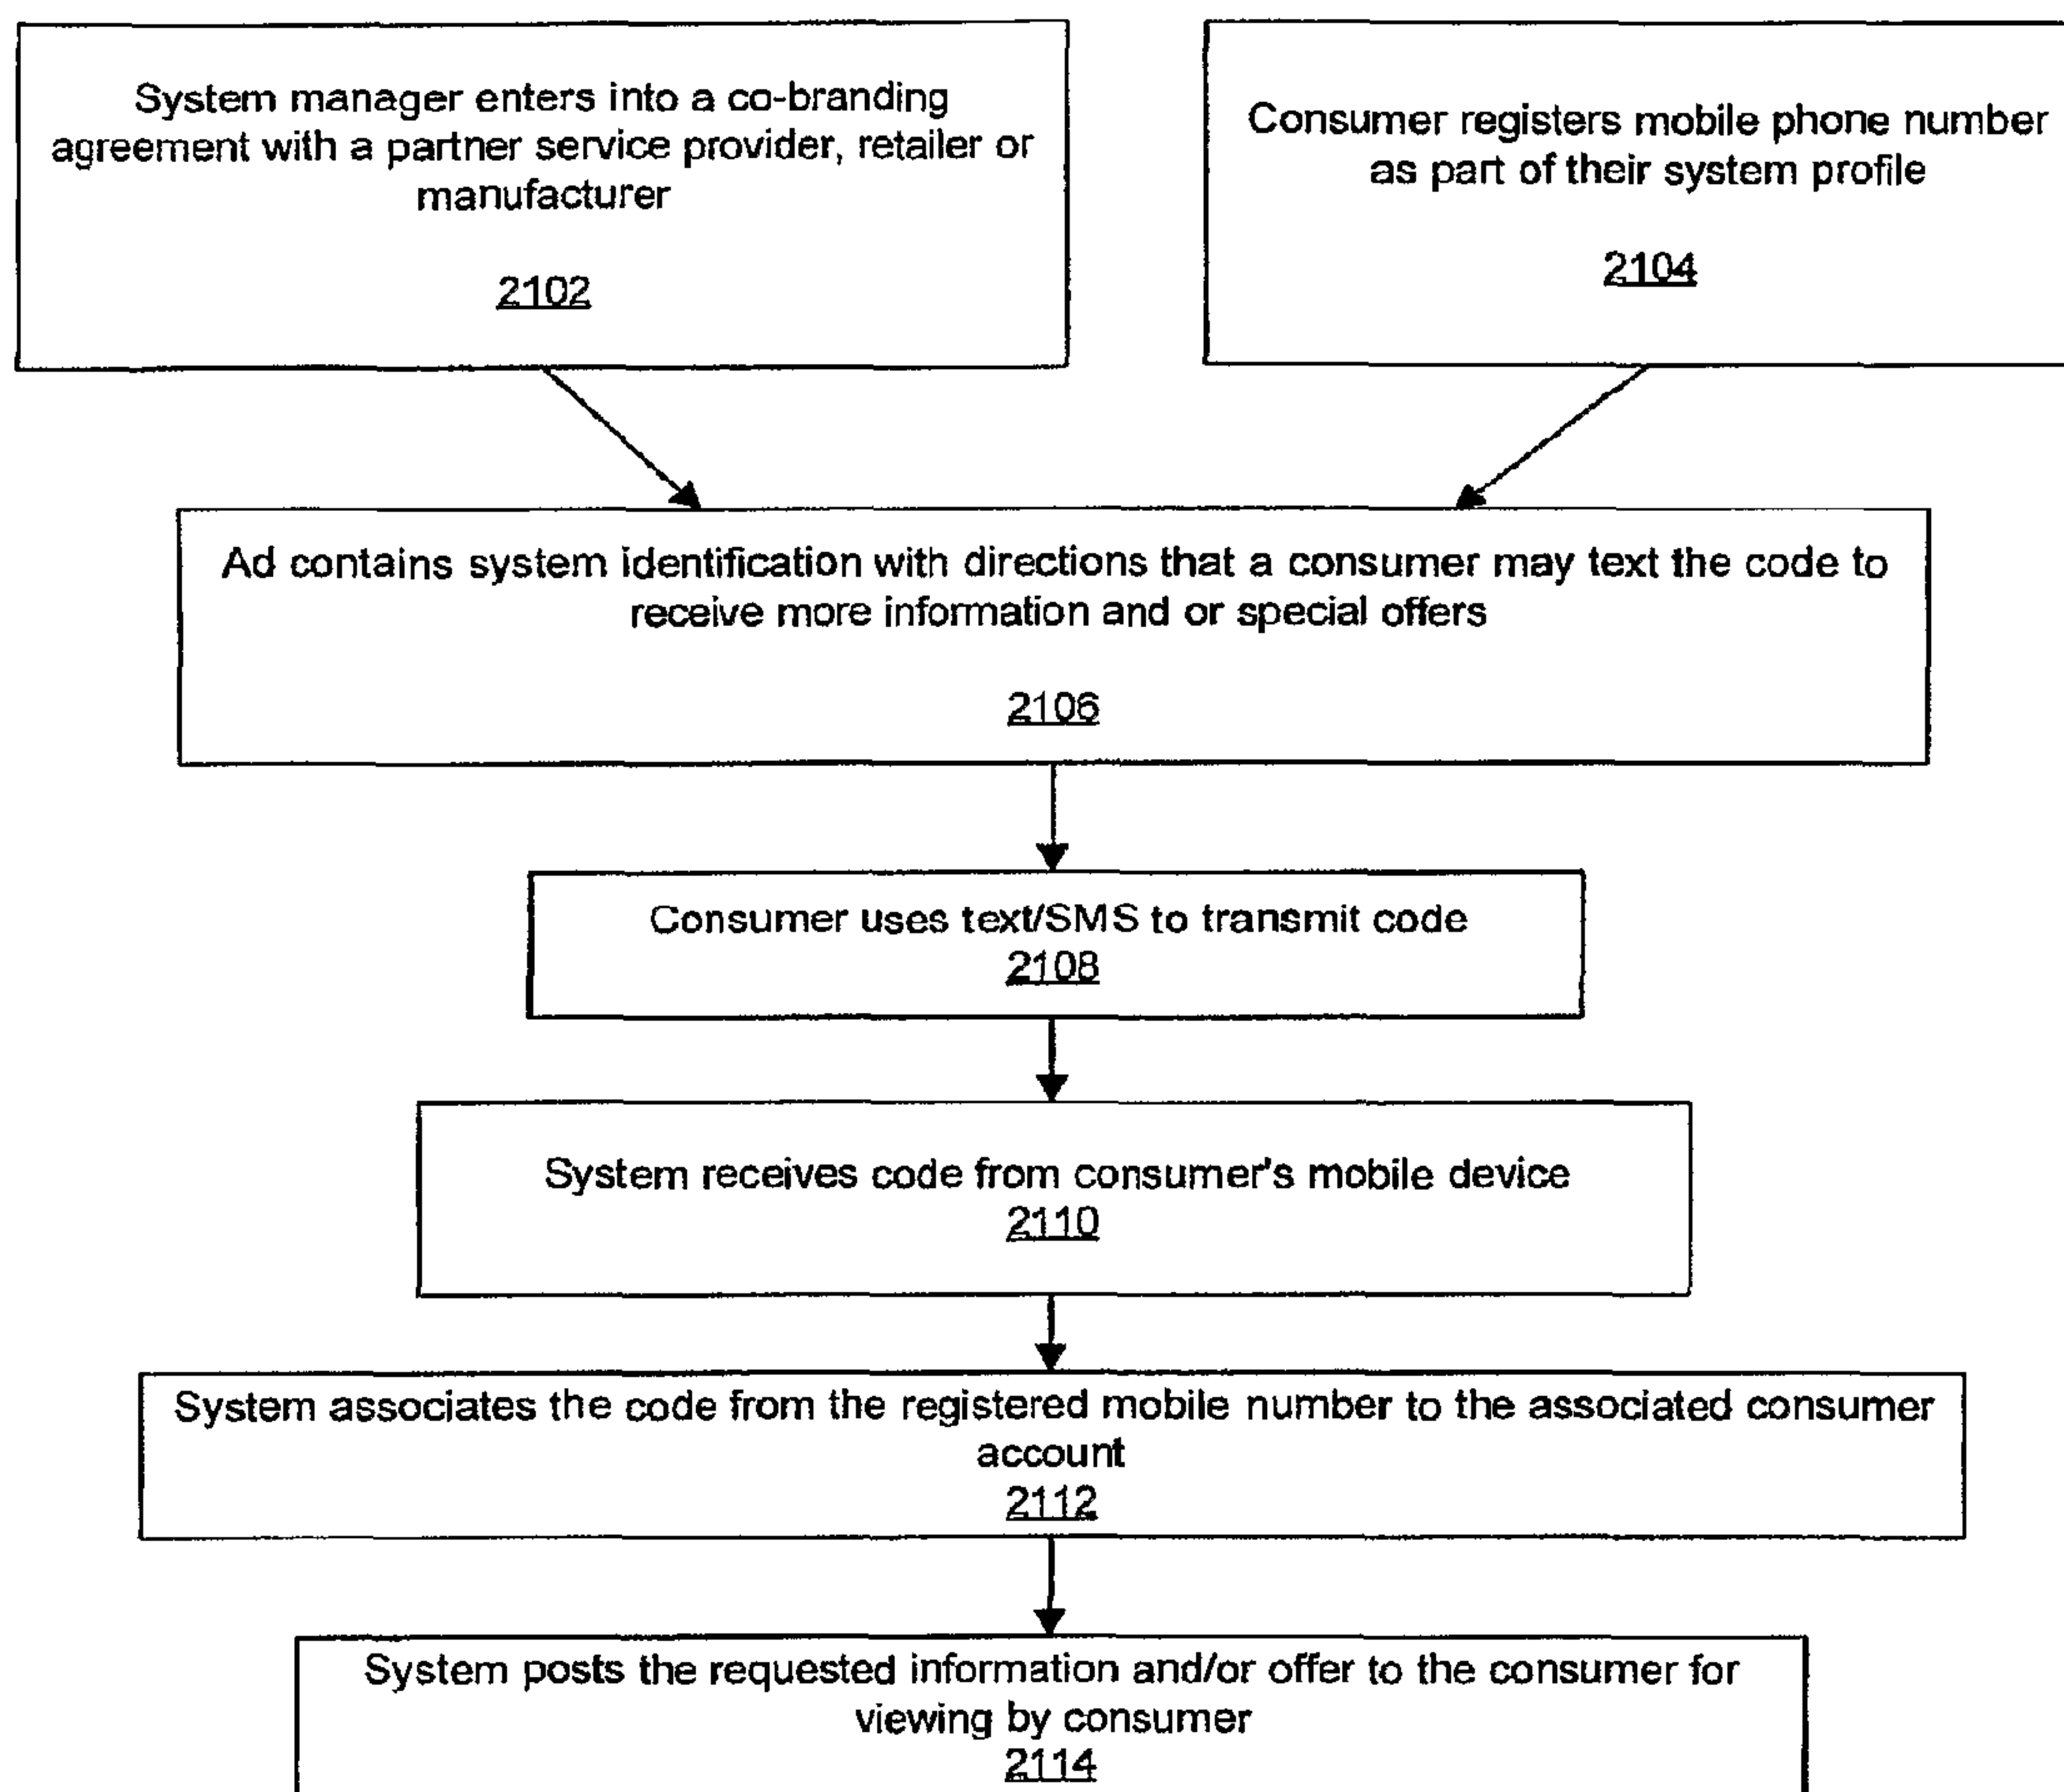 System manager enters into a co-branding
agreement with a partner service provider, retailer or
manufacturer
2102
Consumer registers mobile phone number
as part of their system profile
2104
Ad contains system identification with directions that a consumer may text the code to
receive more information and or special offers
2106
Consumer uses text/SMS to transmit code
2108
System receives code from consumer's mobile device
2110
System associates the code from the registered mobile number to the associated consumer
account
2112
System posts the requested information and/or offer to the consumer for
viewing by consumer
2114